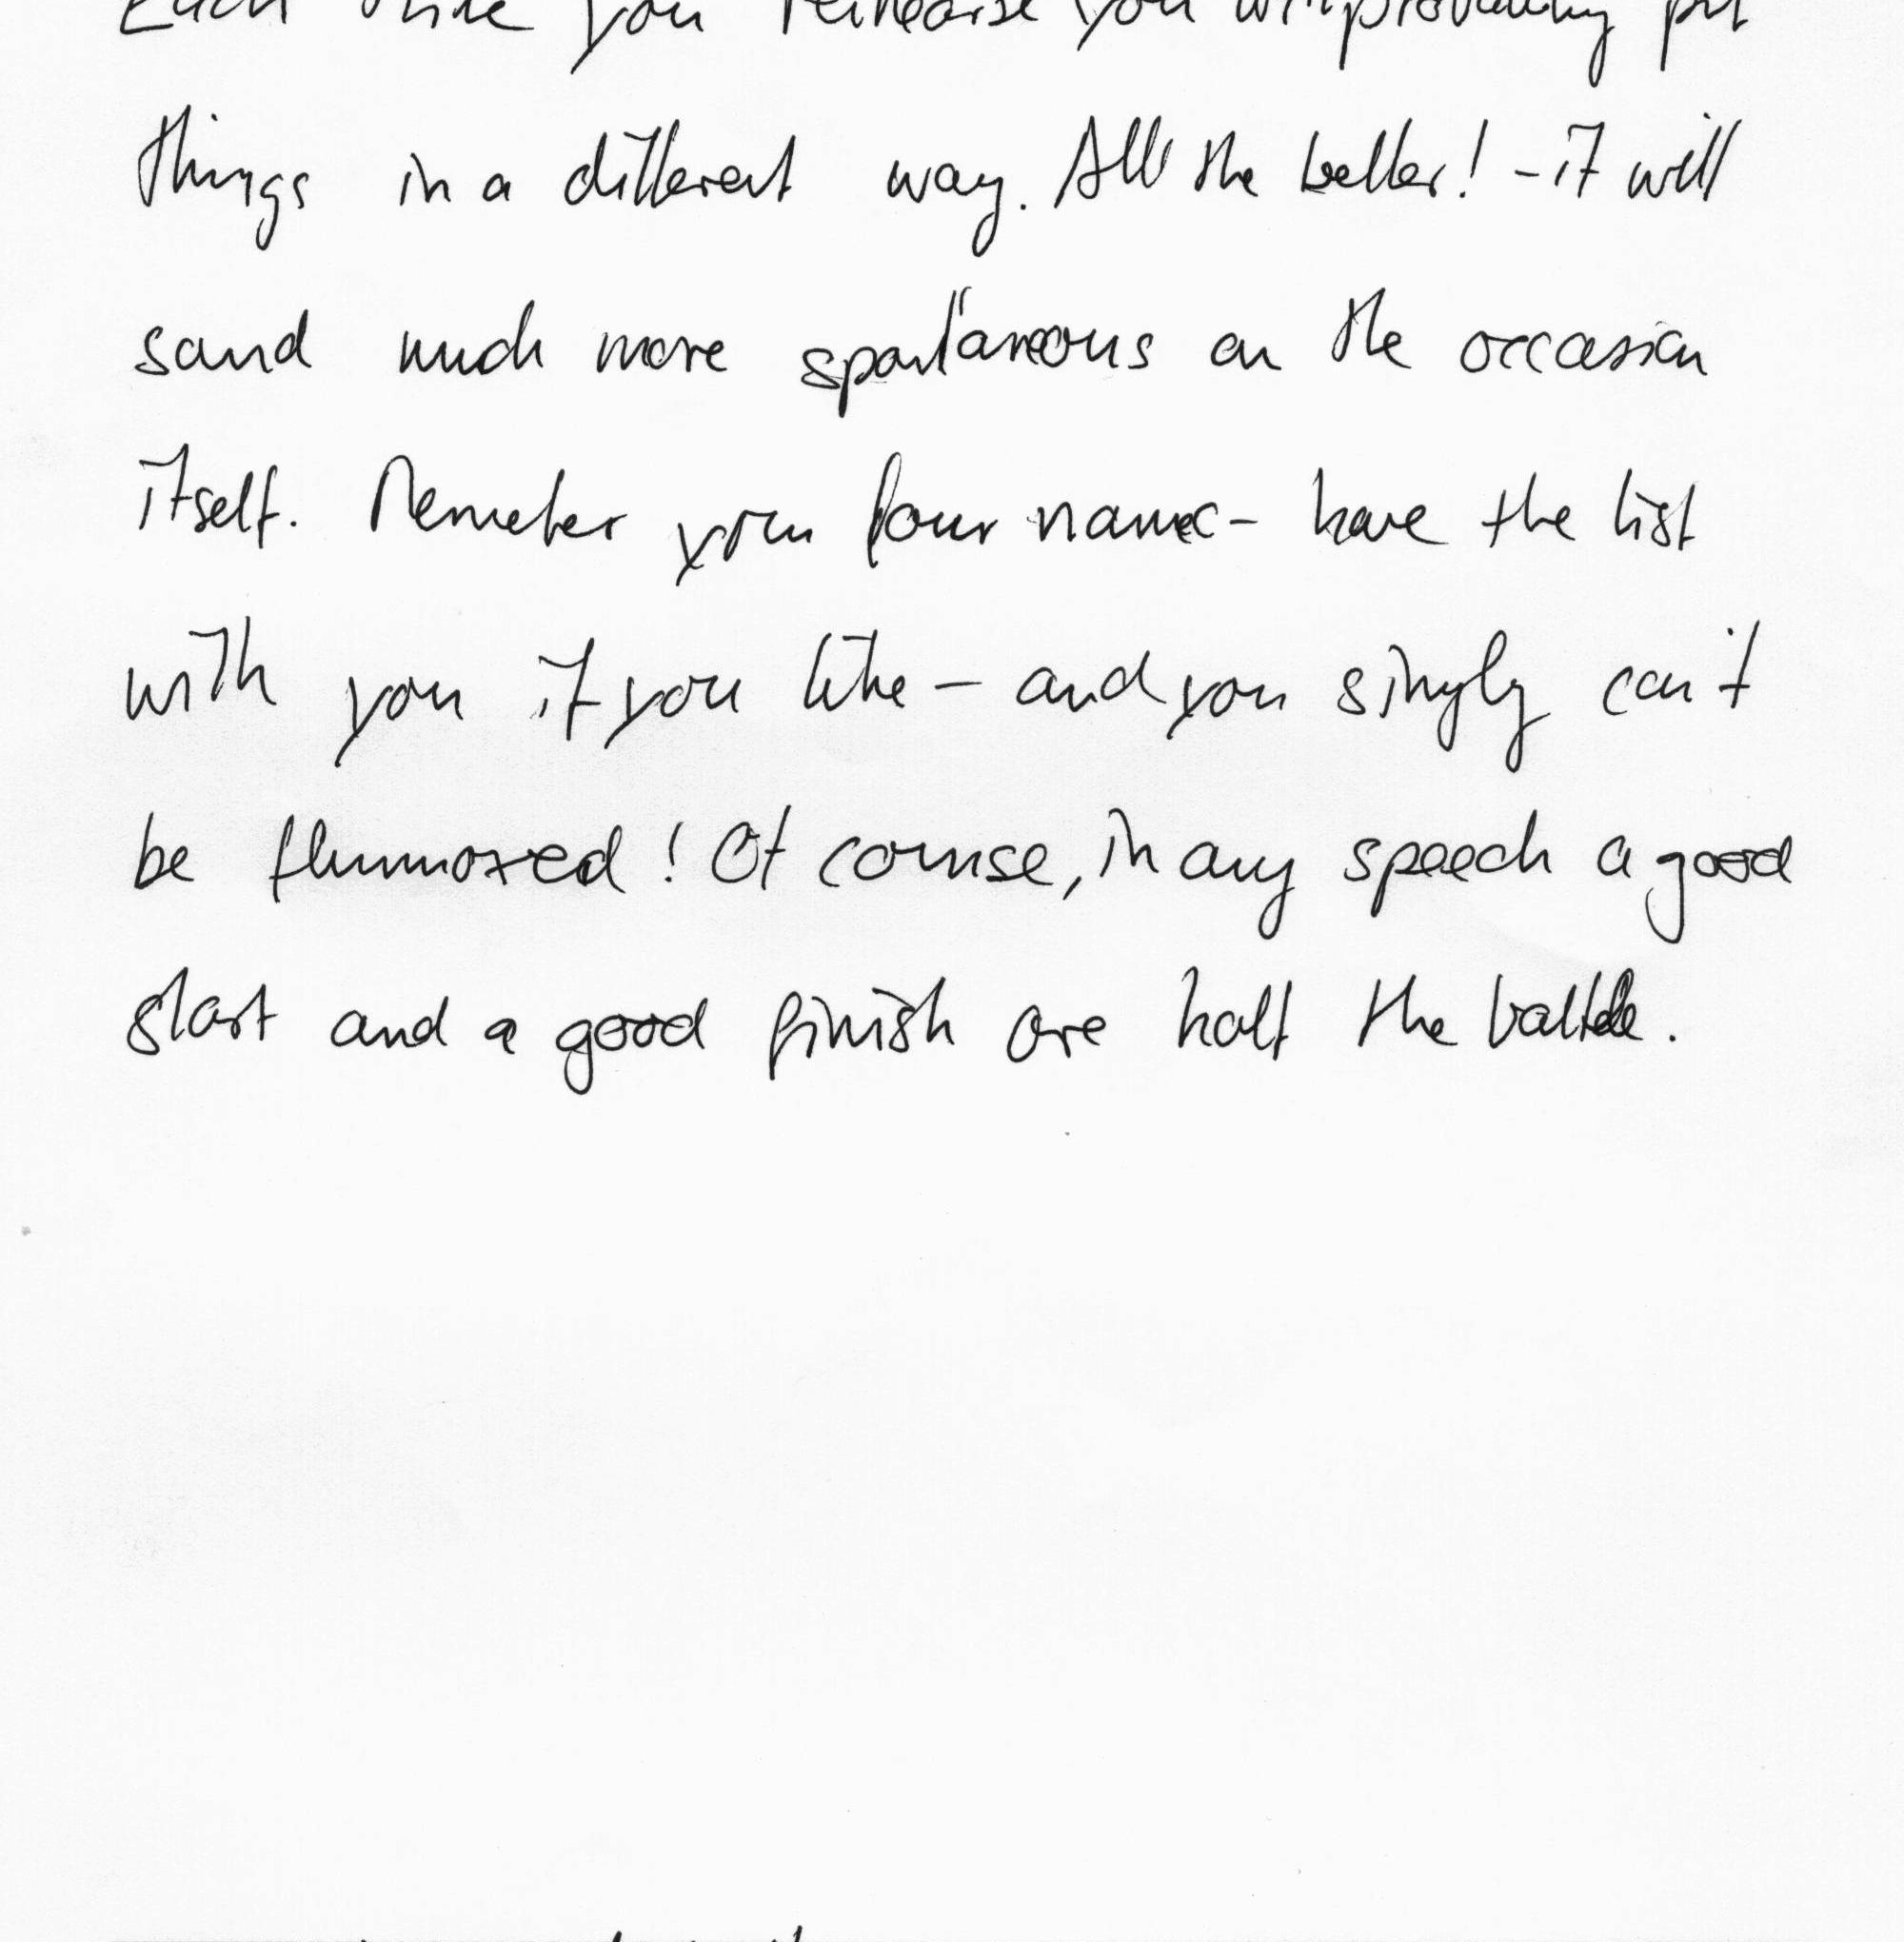 Each time you rehearse you will probably put
things in a different way. All the better! - it will
sound much more spontaneous on the occasion
itself. Remember your four names - have the list
with you if you like - and you simply can't
be flummoxed! Of course, in any speech a good
start and a good finish are half the battle.